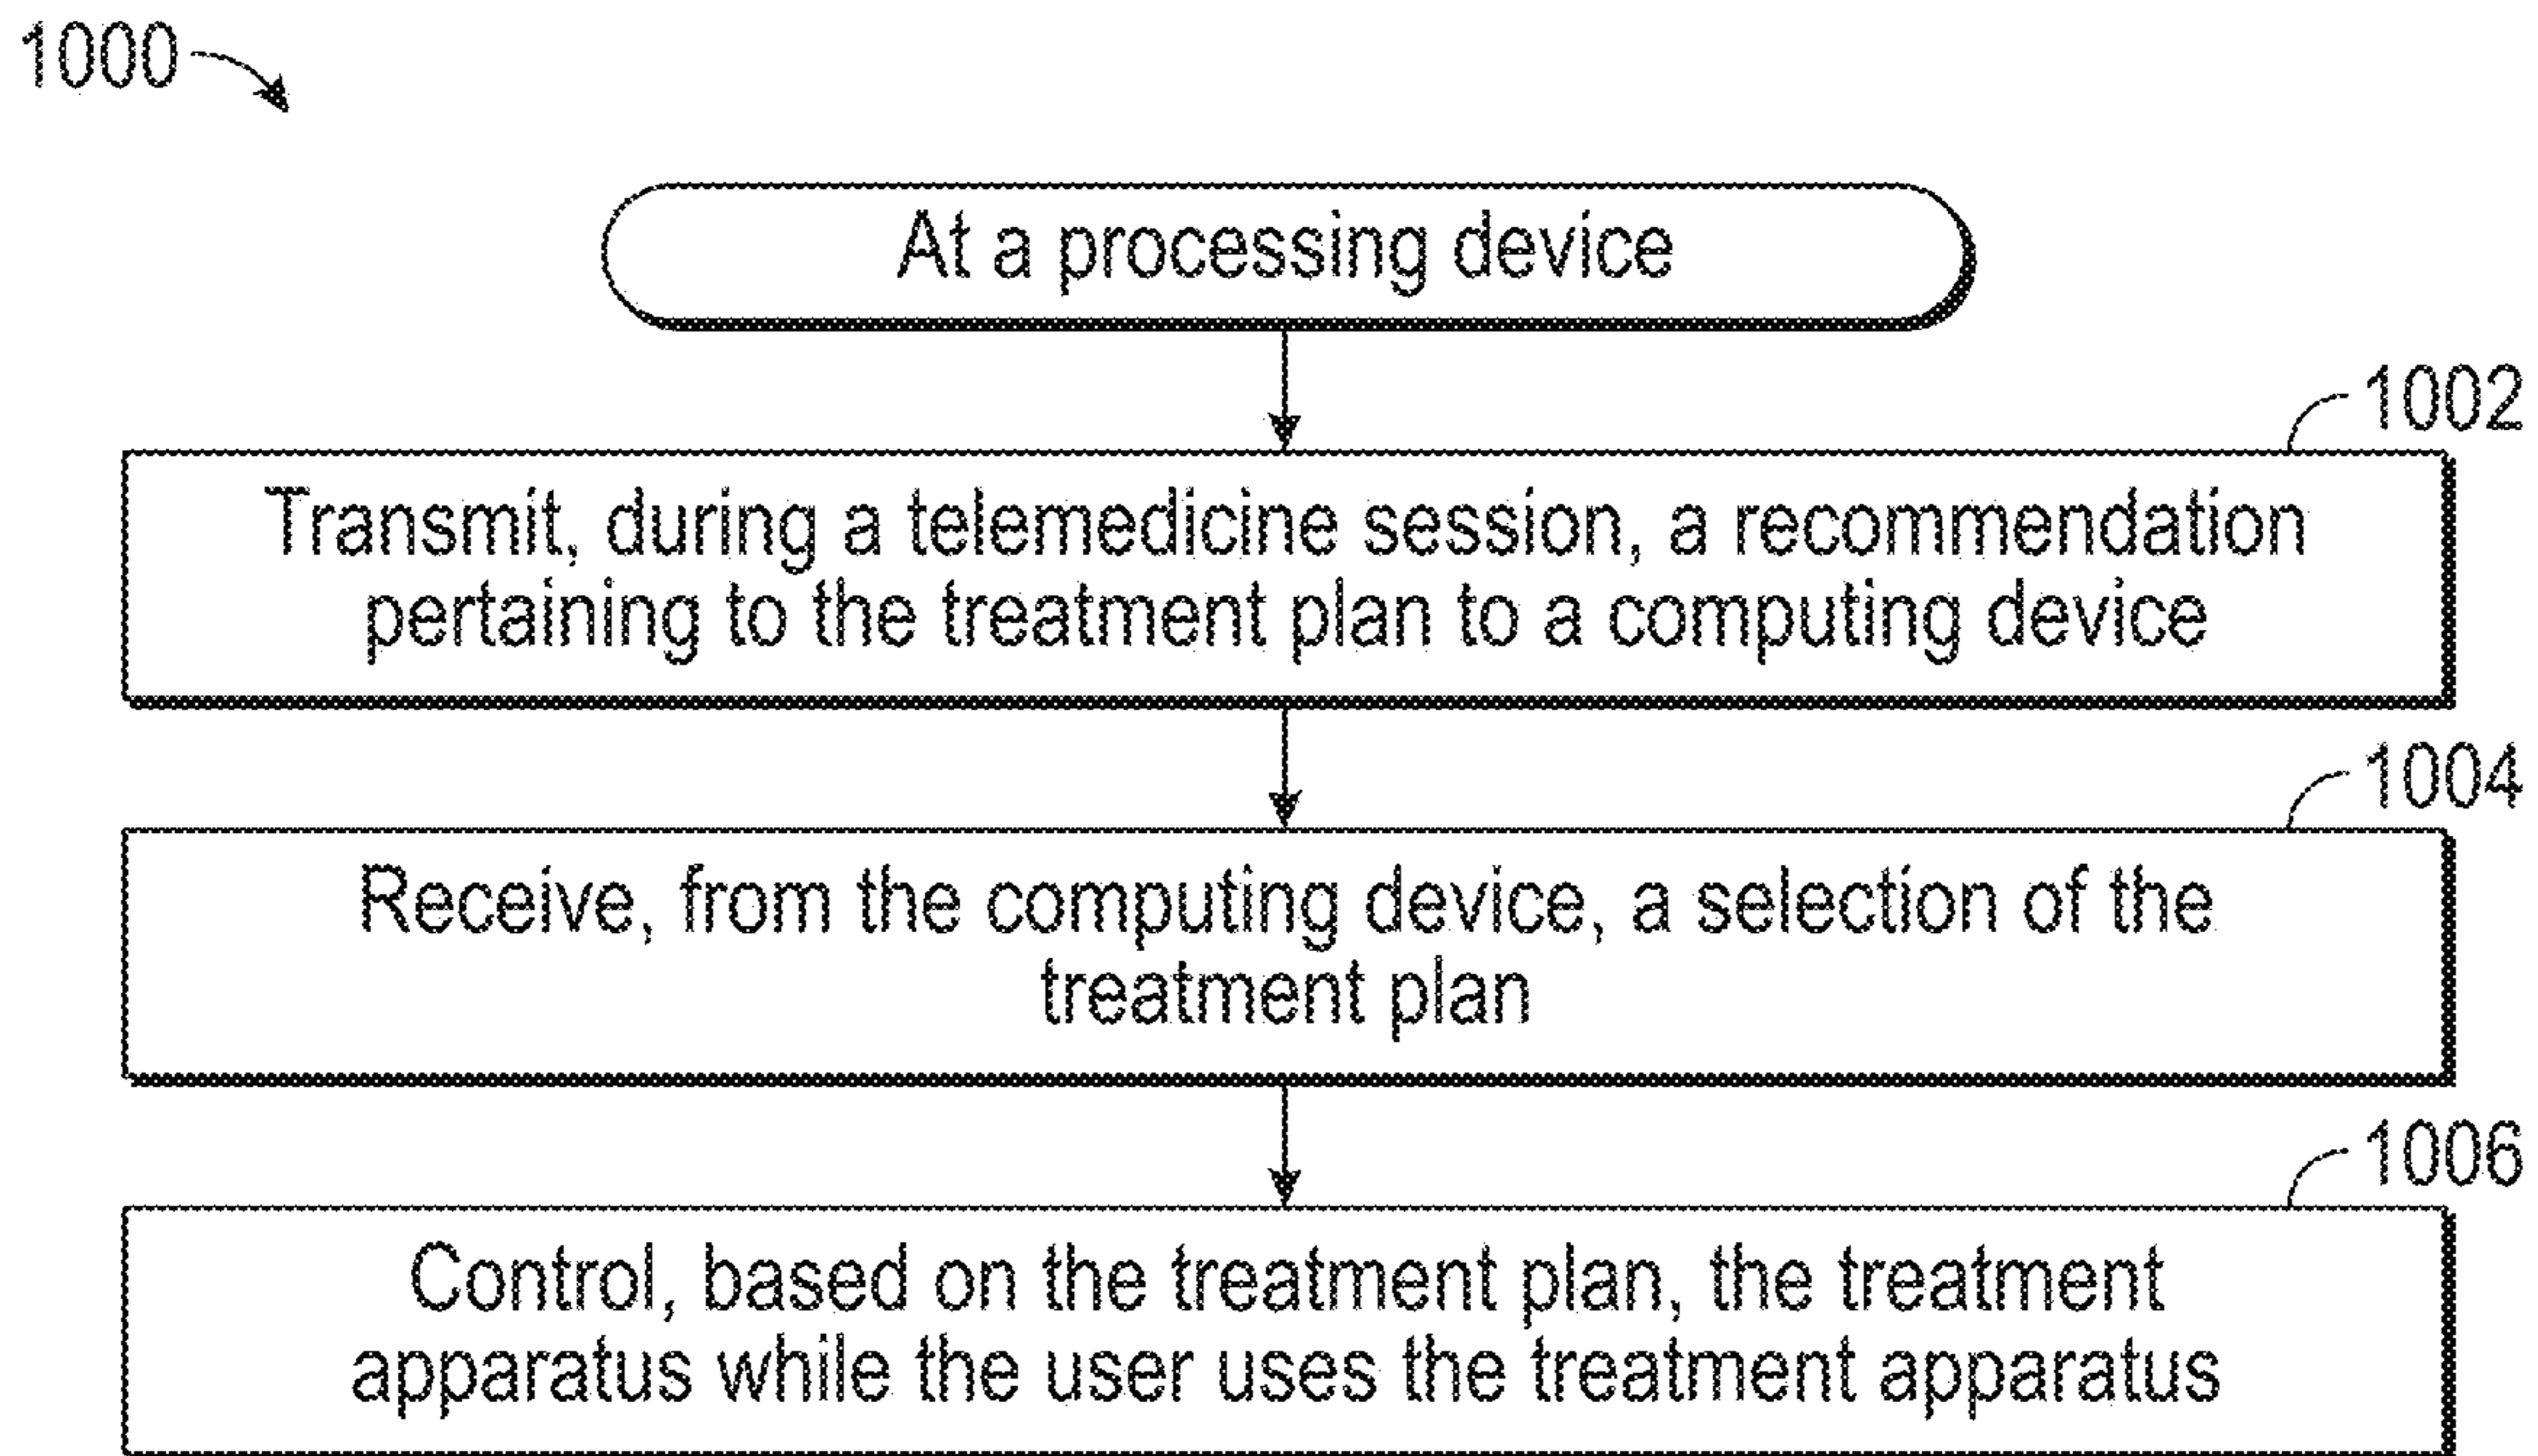 1000
At a processing device
1002
Transmit, during a telemedicine session, a recommendation
pertaining to the treatment plan to a computing device
1004
Receive, from the computing device, a selection of the
treatment plan
1006
Control, based on the treatment plan, the treatment
apparatus while the user uses the treatment apparatus